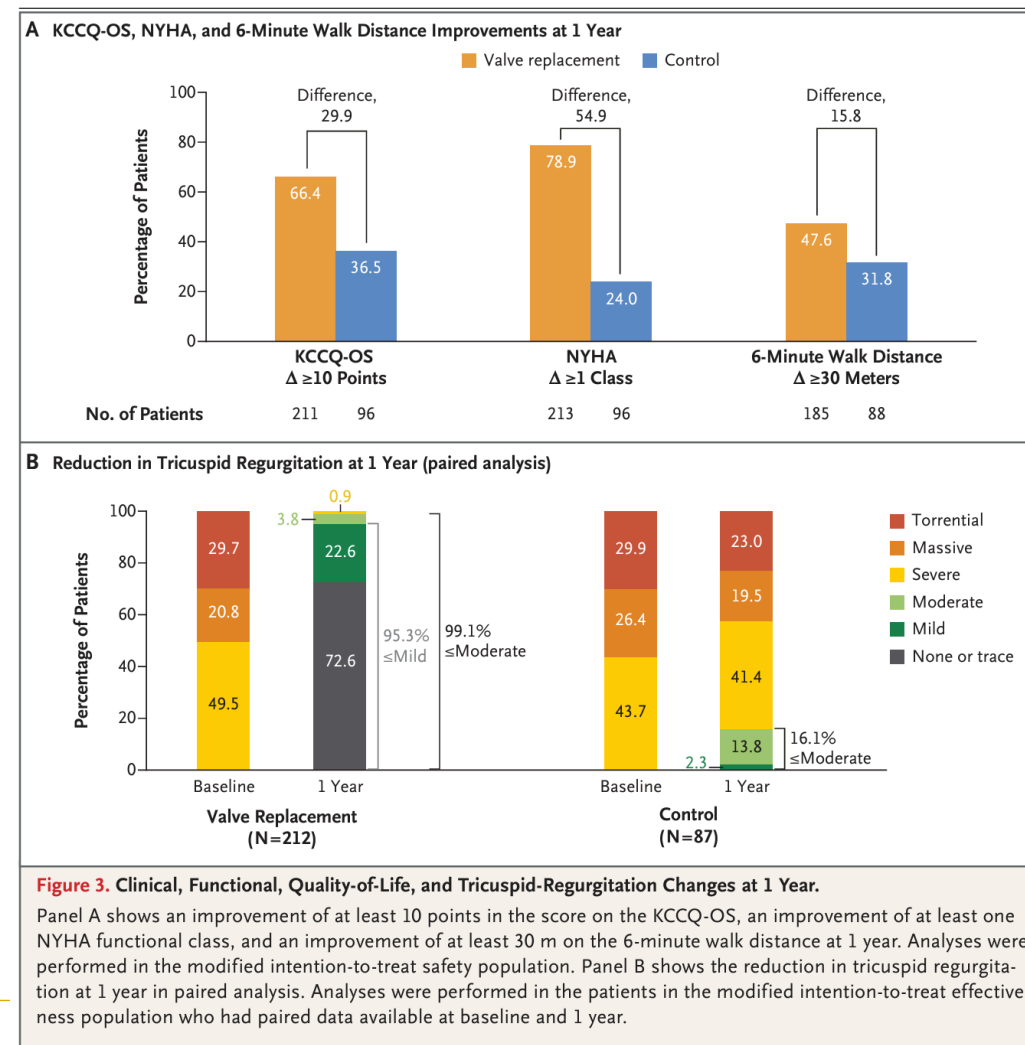 A KCCQ-OS, NYHA, and 6-Minute Walk Distance Improvements at 1 Year
Valve replacement Control
Percentage of Patients
100
80
60
40
20
0
Difference,
29.9
66.4
36.5
Difference,
54.9
78.9
24.0
Difference,
15.8
47.6
31.8
KCCQ-OS
Δ ≥10 Points
NYHA
Δ ≥1 Class
6-Minute Walk Distance
Δ ≥30 Meters
No. of Patients 211 96 213 96 185 88
B Reduction in Tricuspid Regurgitation at 1 Year (paired analysis)
Percentage of Patients
100
80
60
40
20
0
29.7
20.8
49.5
0.9
3.8
22.6
72.6
95.3%
≤Mild
99.1%
≤Moderate
Baseline 1 Year
Valve Replacement
(N=212)
29.9
26.4
43.7
23.0
19.5
41.4
13.8
2.3
16.1%
≤Moderate
Baseline 1 Year
Control
(N=87)
Torrential
Massive
Severe
Moderate
Mild
None or trace
Figure 3. Clinical, Functional, Quality-of-Life, and Tricuspid-Regurgitation Changes at 1 Year.
Panel A shows an improvement of at least 10 points in the score on the KCCQ-OS, an improvement of at least one
NYHA functional class, and an improvement of at least 30 m on the 6-minute walk distance at 1 year. Analyses were
performed in the modified intention-to-treat safety population. Panel B shows the reduction in tricuspid regurgita-
tion at 1 year in paired analysis. Analyses were performed in the patients in the modified intention-to-treat effective
ness population who had paired data available at baseline and 1 year.